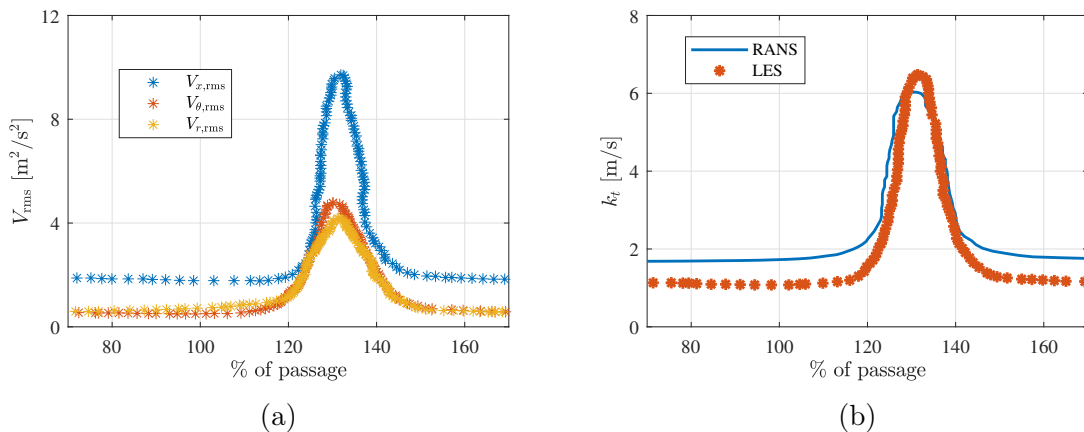 12
8
4
0
V_rms [m²/s²]
V_x,rms
V_θ,rms
V_r,rms
80 100 120 140 160
% of passage
(a)
8
6
4
2
0
k_t [m/s]
RANS
LES
80 100 120 140 160
% of passage
(b)